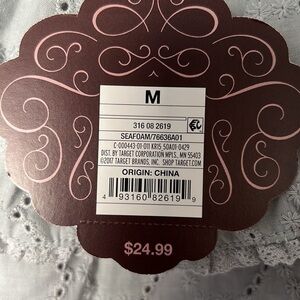 M
316 08 2619
SEAFOAM/76636A01
C-000443-01-011 KR15 50A01-0429
DIST. BY TARGET CORPORATION MPLS., MN 55403
©2017 TARGET BRANDS, INC. SHOP TARGET.COM
ORIGIN: CHINA
4 93160 82619 9
$24.99